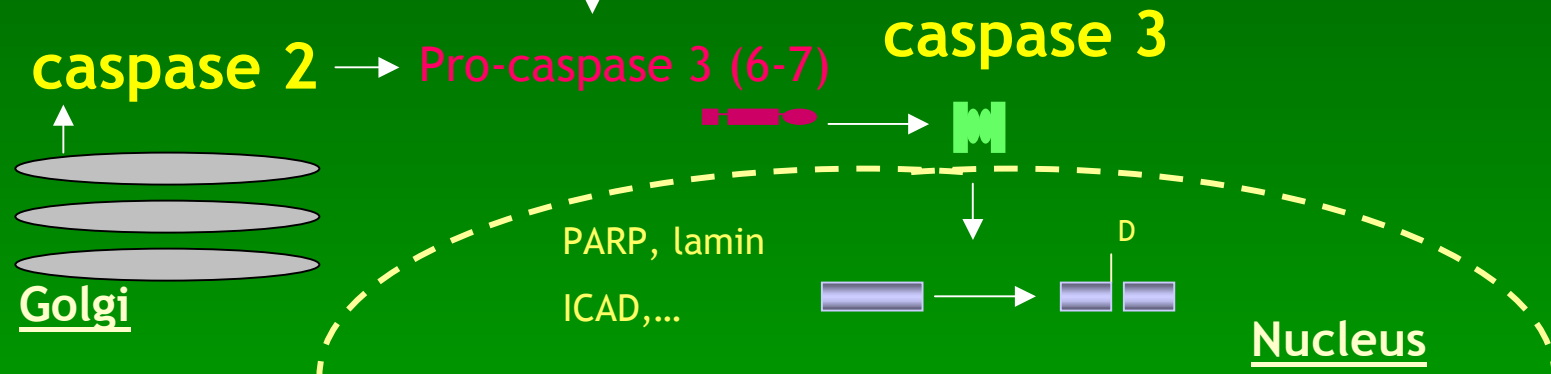 caspase 2
Pro-caspase 3 (6-7)
caspase 3
PARP, lamin
ICAD,…
D
Golgi
Nucleus